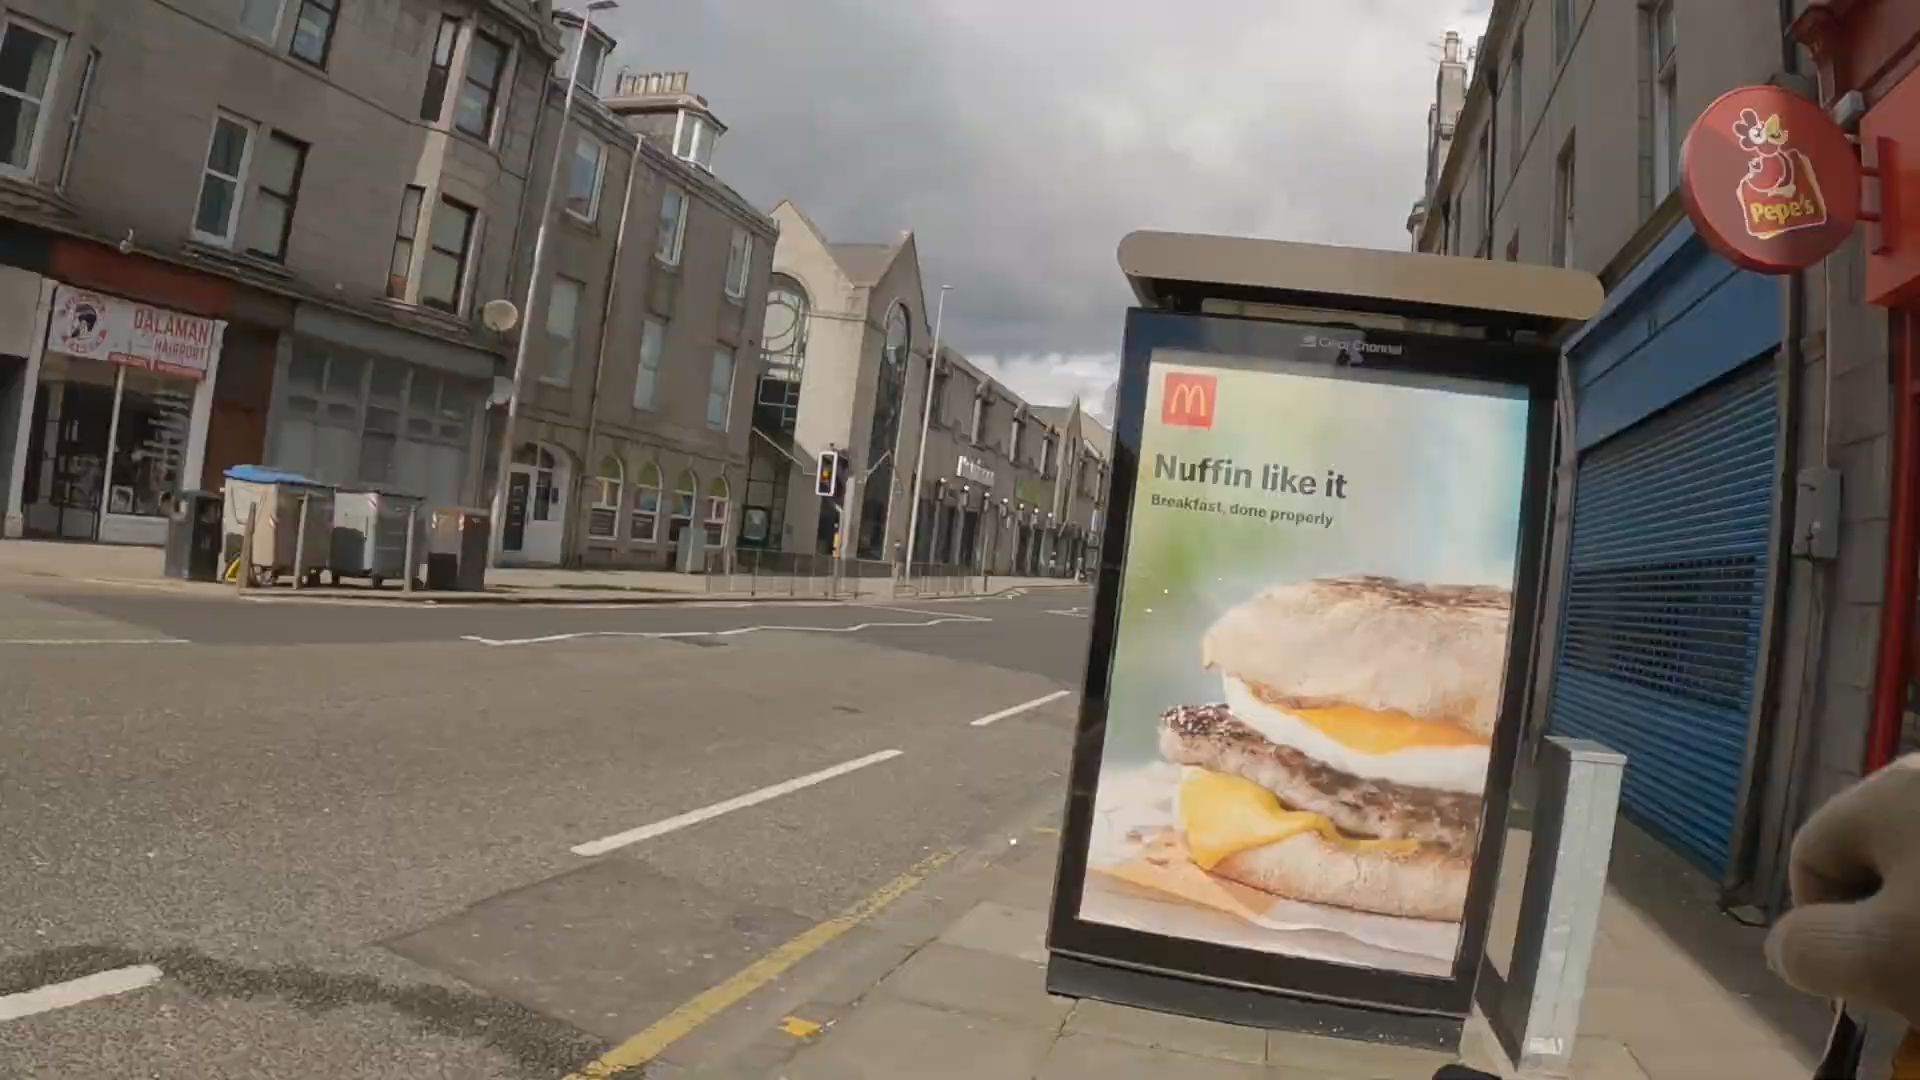 DALAMAN
HAIRPORT
Clear Channel
Nuffin like it
Breakfast, done properly
Pepe's